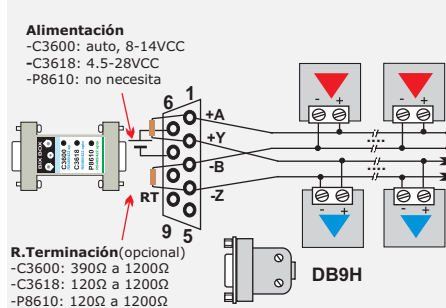 Alimentación
-C3600: auto, 8-14VCC
-C3618: 4.5-28VCC
-P8610: no necesita
6 1
+A
+Y
-B
-Z
RT
9 5
- +
- +
- +
- +
C3600
C3618
P8610
R.Terminación(opcional)
-C3600: 390Ω a 1200Ω
-C3618: 120Ω a 1200Ω
-P8610: 120Ω a 1200Ω
DB9H